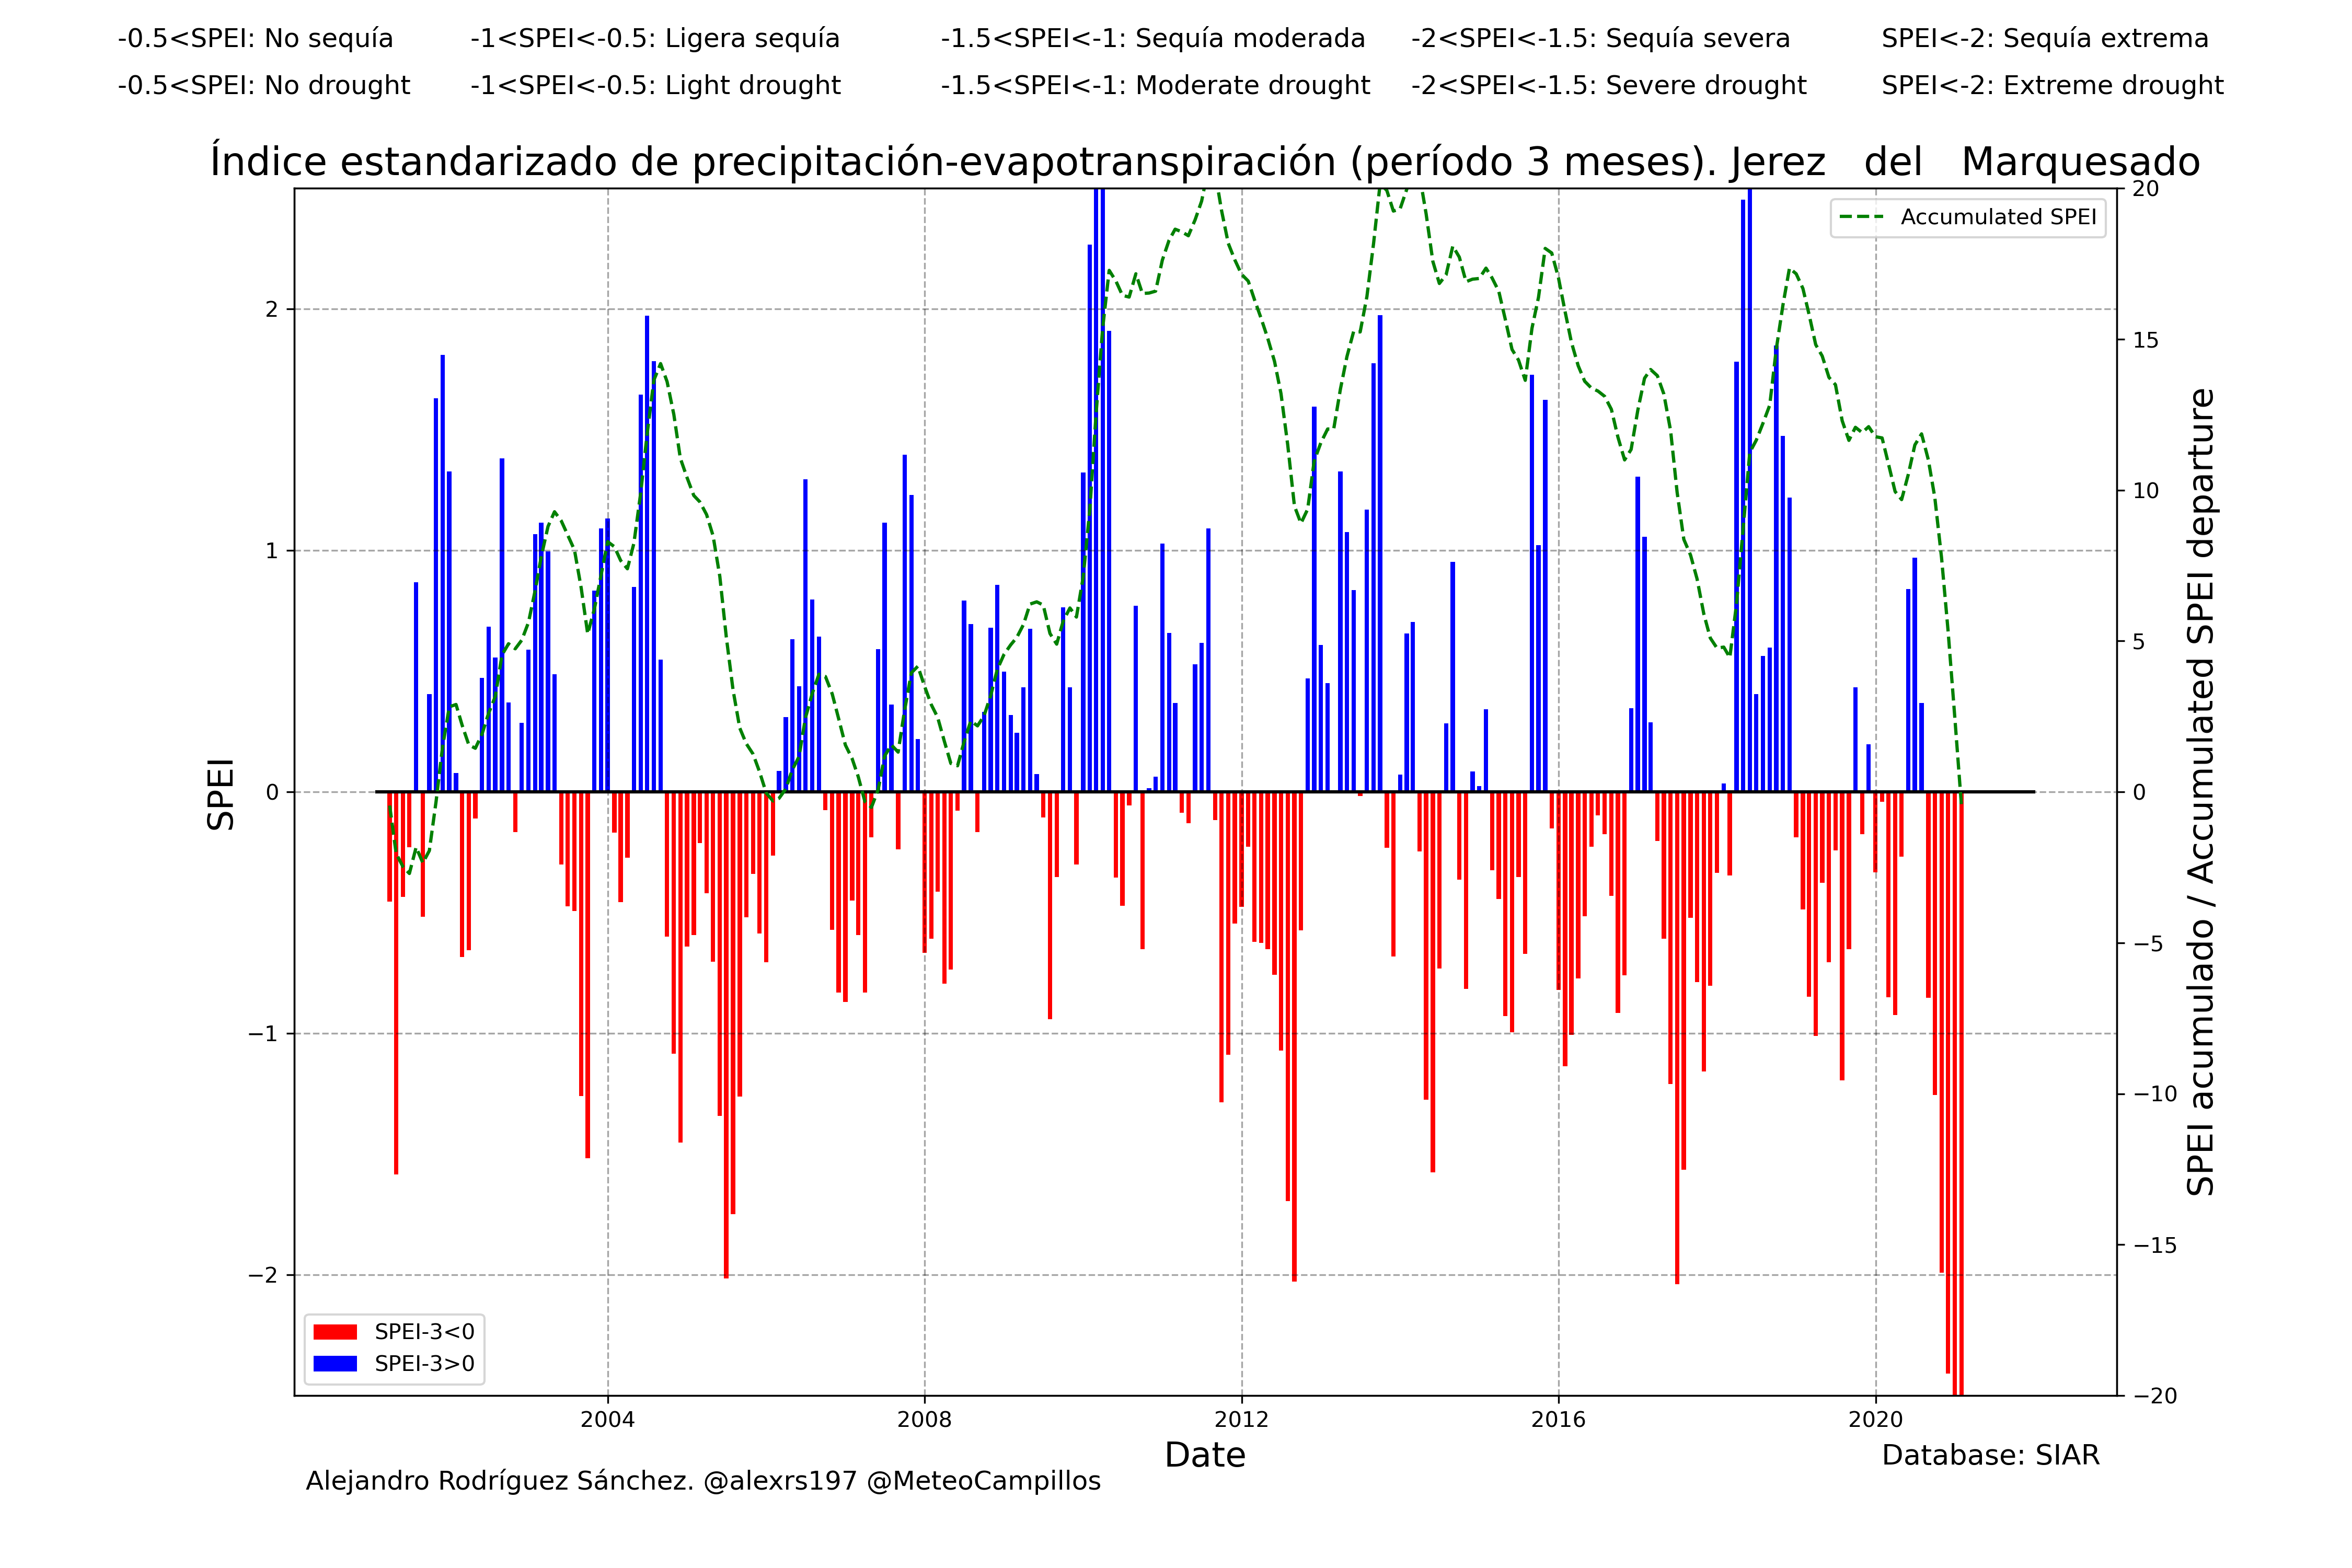 -0.5<SPEI: No sequía -1<SPEI<-0.5: Ligera sequía -1.5<SPEI<-1: Sequía moderada -2<SPEI<-1.5: Sequía severa SPEI<-2: Sequía extrema
-0.5<SPEI: No drought -1<SPEI<-0.5: Light drought -1.5<SPEI<-1: Moderate drought -2<SPEI<-1.5: Severe drought SPEI<-2: Extreme drought
Índice estandarizado de precipitación-evapotranspiración (período 3 meses). Jerez del Marquesado
Accumulated SPEI
SPEI
2
1
0
−1
−2
20
15
10
5
0
−5
−10
−15
−20
SPEI acumulado / Accumulated SPEI departure
SPEI-3<0
SPEI-3>0
2004 2008 2012 2016 2020
Date
Database: SIAR
Alejandro Rodríguez Sánchez. @alexrs197 @MeteoCampillos